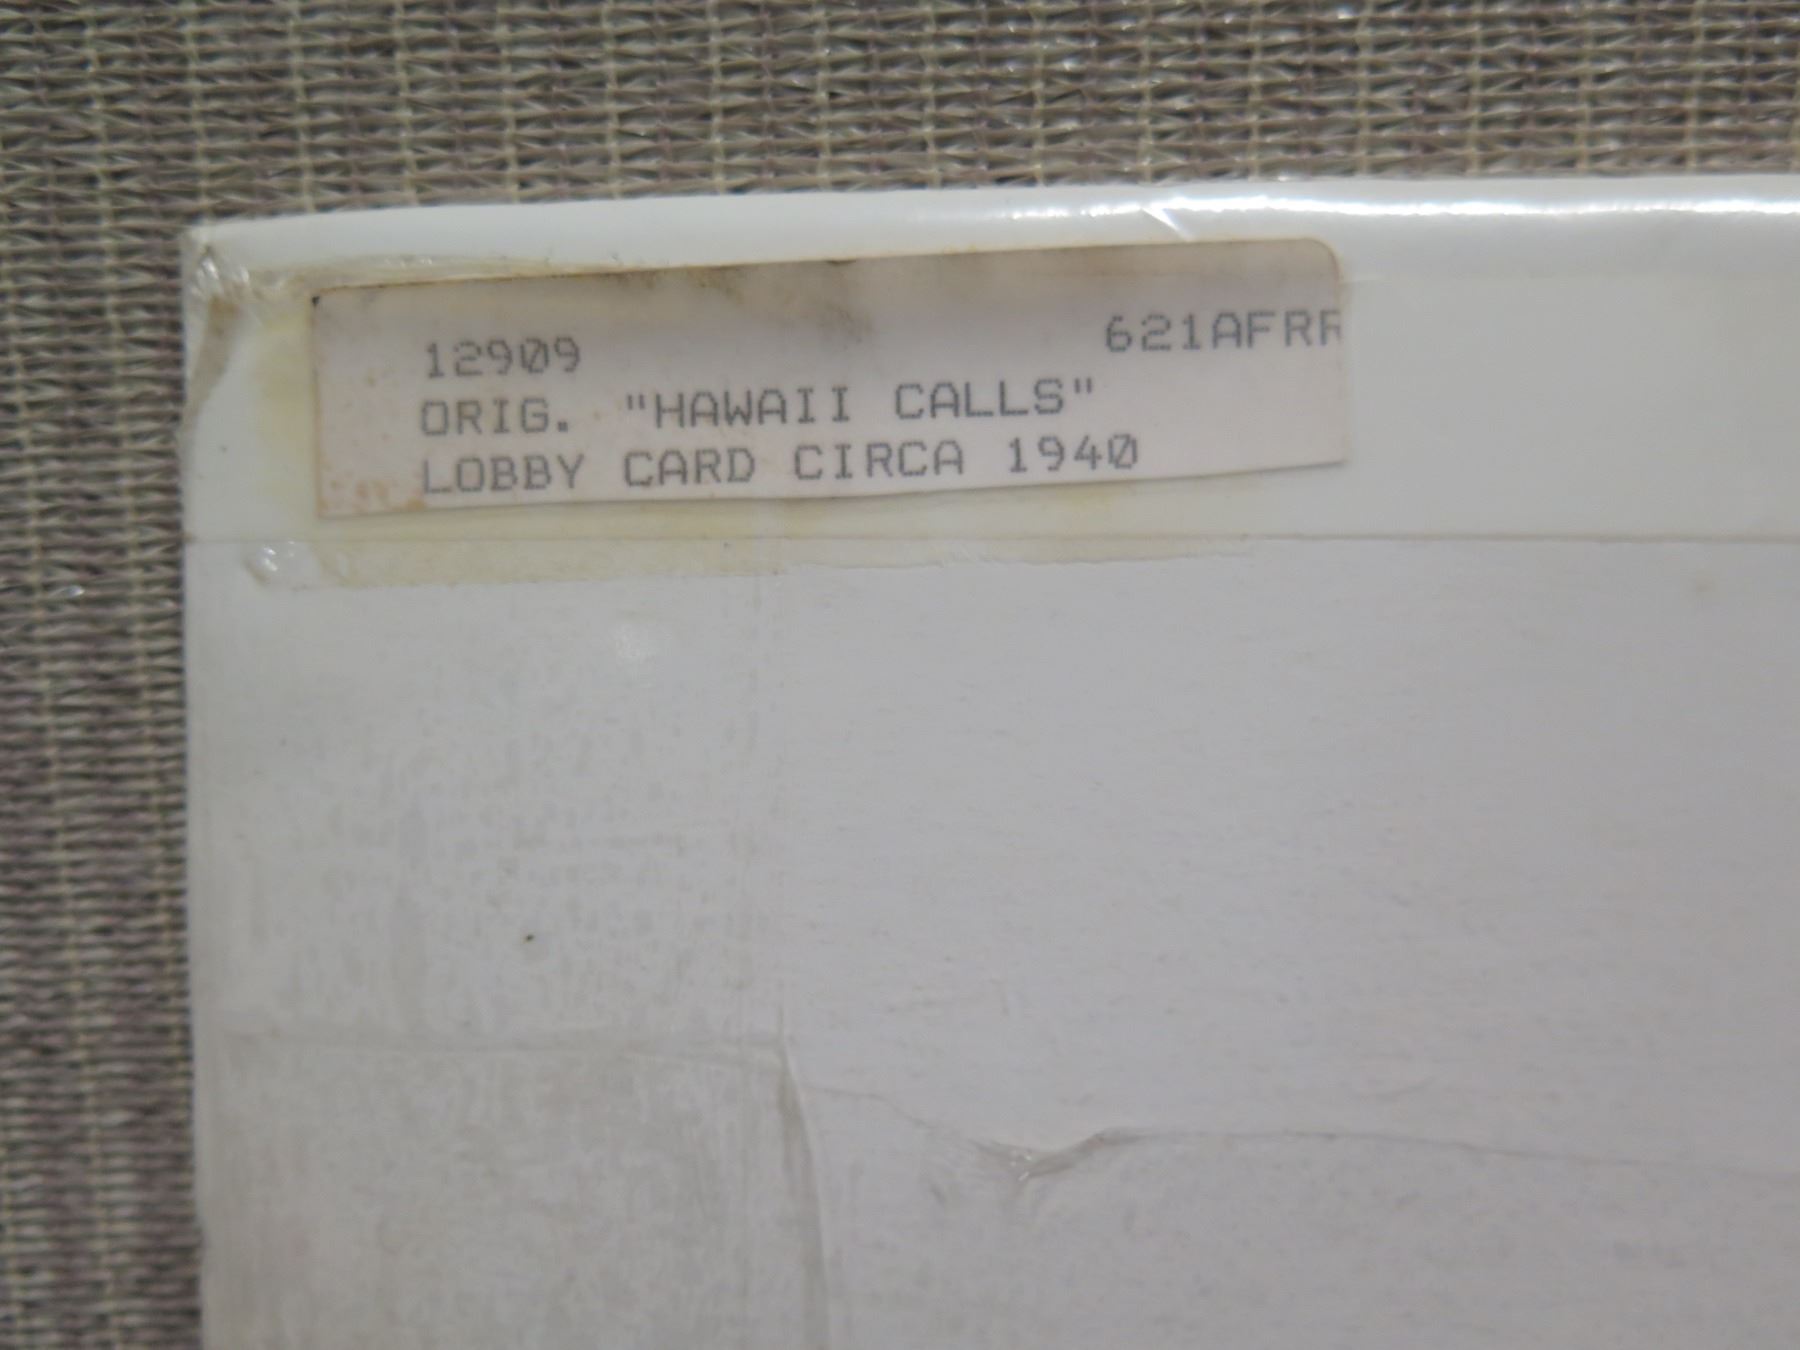 12909 621AFRR
ORIG. "HAWAII CALLS"
LOBBY CARD CIRCA 1940